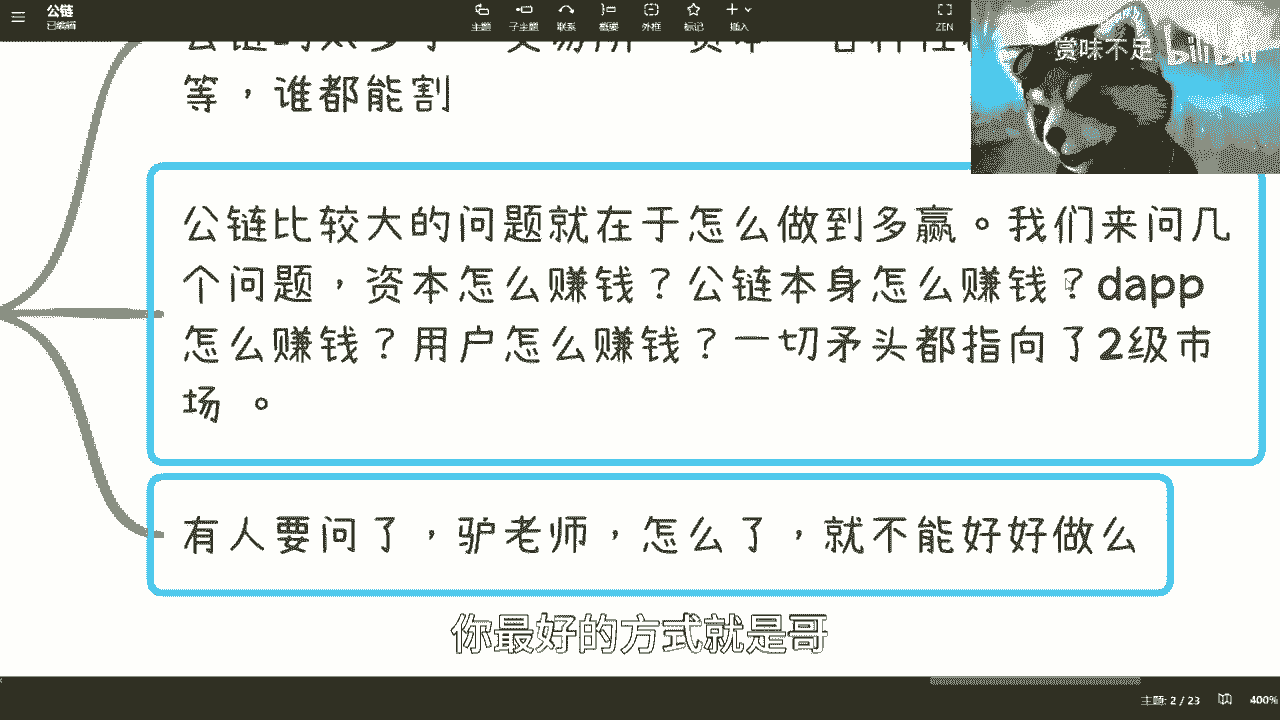 公链
已编辑
主题
子主题
联系
概要
外框
标记
插入
ZEN
赏味不足 bilibili
等，谁都能割
公链比较大的问题就在于怎么做到多赢。我们来问几
个问题，资本怎么赚钱？公链本身怎么赚钱？dapp
怎么赚钱？用户怎么赚钱？一切矛头都指向了2级市
场 。
有人要问了，驴老师，怎么了，就不能好好做么
你最好的方式就是哥
主题: 2 / 23
400%